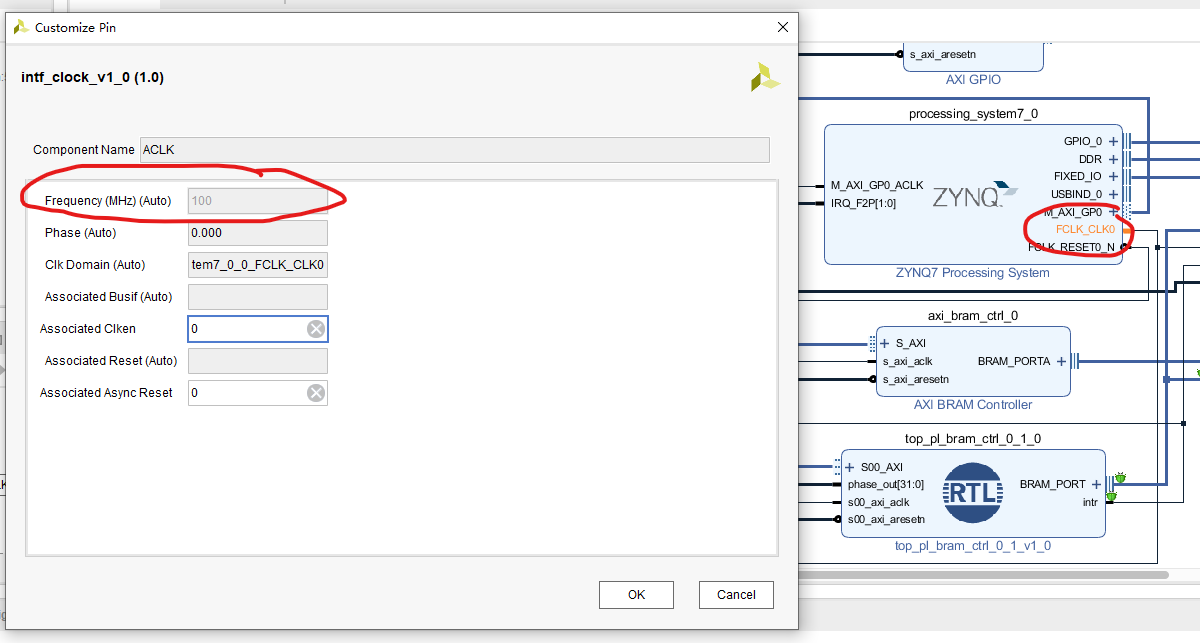 Customize Pin
intf_clock_v1_0 (1.0)
Component Name ACLK
Frequency (MHz) (Auto) 100
Phase (Auto) 0.000
Clk Domain (Auto) tem7_0_0_FCLK_CLK0
Associated Busif (Auto)
Associated Clken 0
Associated Reset (Auto)
Associated Async Reset 0
OK
Cancel
s_axi_aresetn
AXI GPIO
processing_system7_0
GPIO_0
DDR
FIXED_IO
USBIND_0
M_AXI_GP0
FCLK_CLK0
FCLK_RESET0_N
M_AXI_GP0_ACLK
IRQ_F2P[1:0]
ZYNQ
ZYNQ7 Processing System
axi_bram_ctrl_0
S_AXI
s_axi_aclk
s_axi_aresetn
BRAM_PORTA
AXI BRAM Controller
top_pl_bram_ctrl_0_1_0
S00_AXI
phase_out[31:0]
s00_axi_aclk
s00_axi_aresetn
RTL
BRAM_PORT
intr
top_pl_bram_ctrl_0_1_v1_0